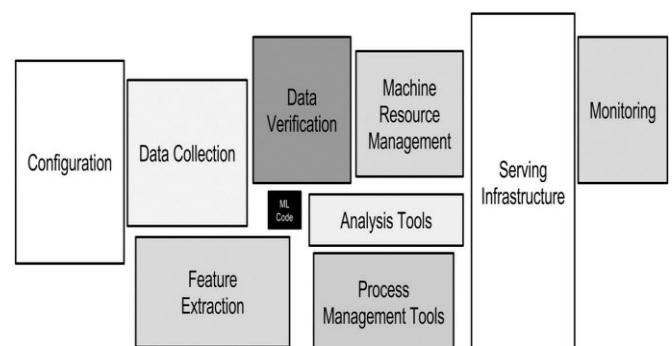 Configuration
Data Collection
Data
Verification
Machine
Resource
Management
Serving
Infrastructure
Monitoring
ML
Code
Analysis Tools
Feature
Extraction
Process
Management Tools